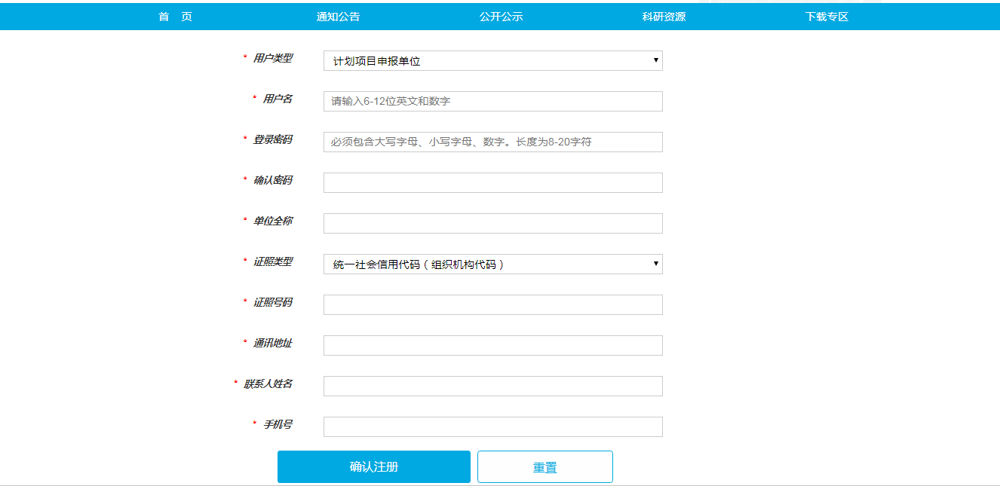 首 页 通知公告 公开公示 科研资源 下载专区
* 用户类型 计划项目申报单位
* 用户名 请输入6-12位英文和数字
* 登录密码 必须包含大写字母、小写字母、数字。长度为8-20字符
* 确认密码
* 单位全称
* 证照类型 统一社会信用代码（组织机构代码）
* 证照号码
* 通讯地址
* 联系人姓名
* 手机号
确认注册 重置